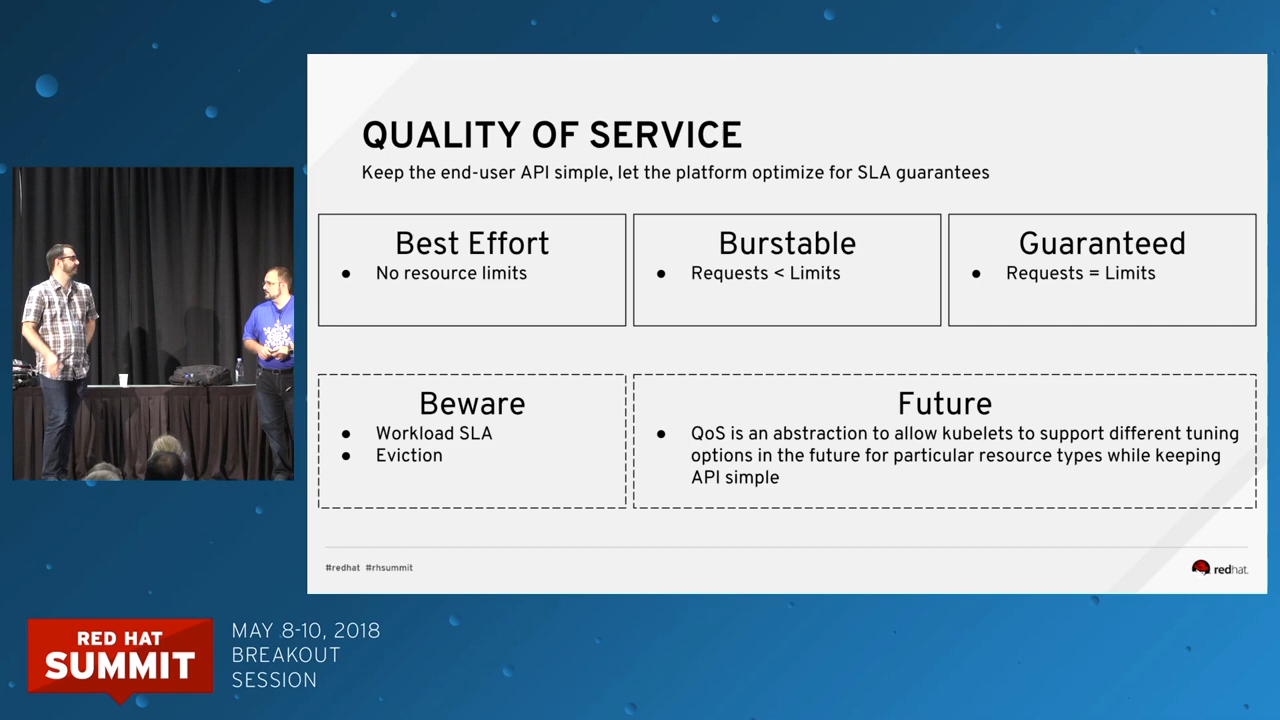 QUALITY OF SERVICE
Keep the end-user API simple, let the platform optimize for SLA guarantees
Best Effort
● No resource limits
Burstable
● Requests < Limits
Guaranteed
● Requests = Limits
Beware
● Workload SLA
● Eviction
Future
● QoS is an abstraction to allow kubelets to support different tuning
options in the future for particular resource types while keeping
API simple
#redhat #rhsummit
redhat.
RED HAT
SUMMIT
MAY 8-10, 2018
BREAKOUT
SESSION